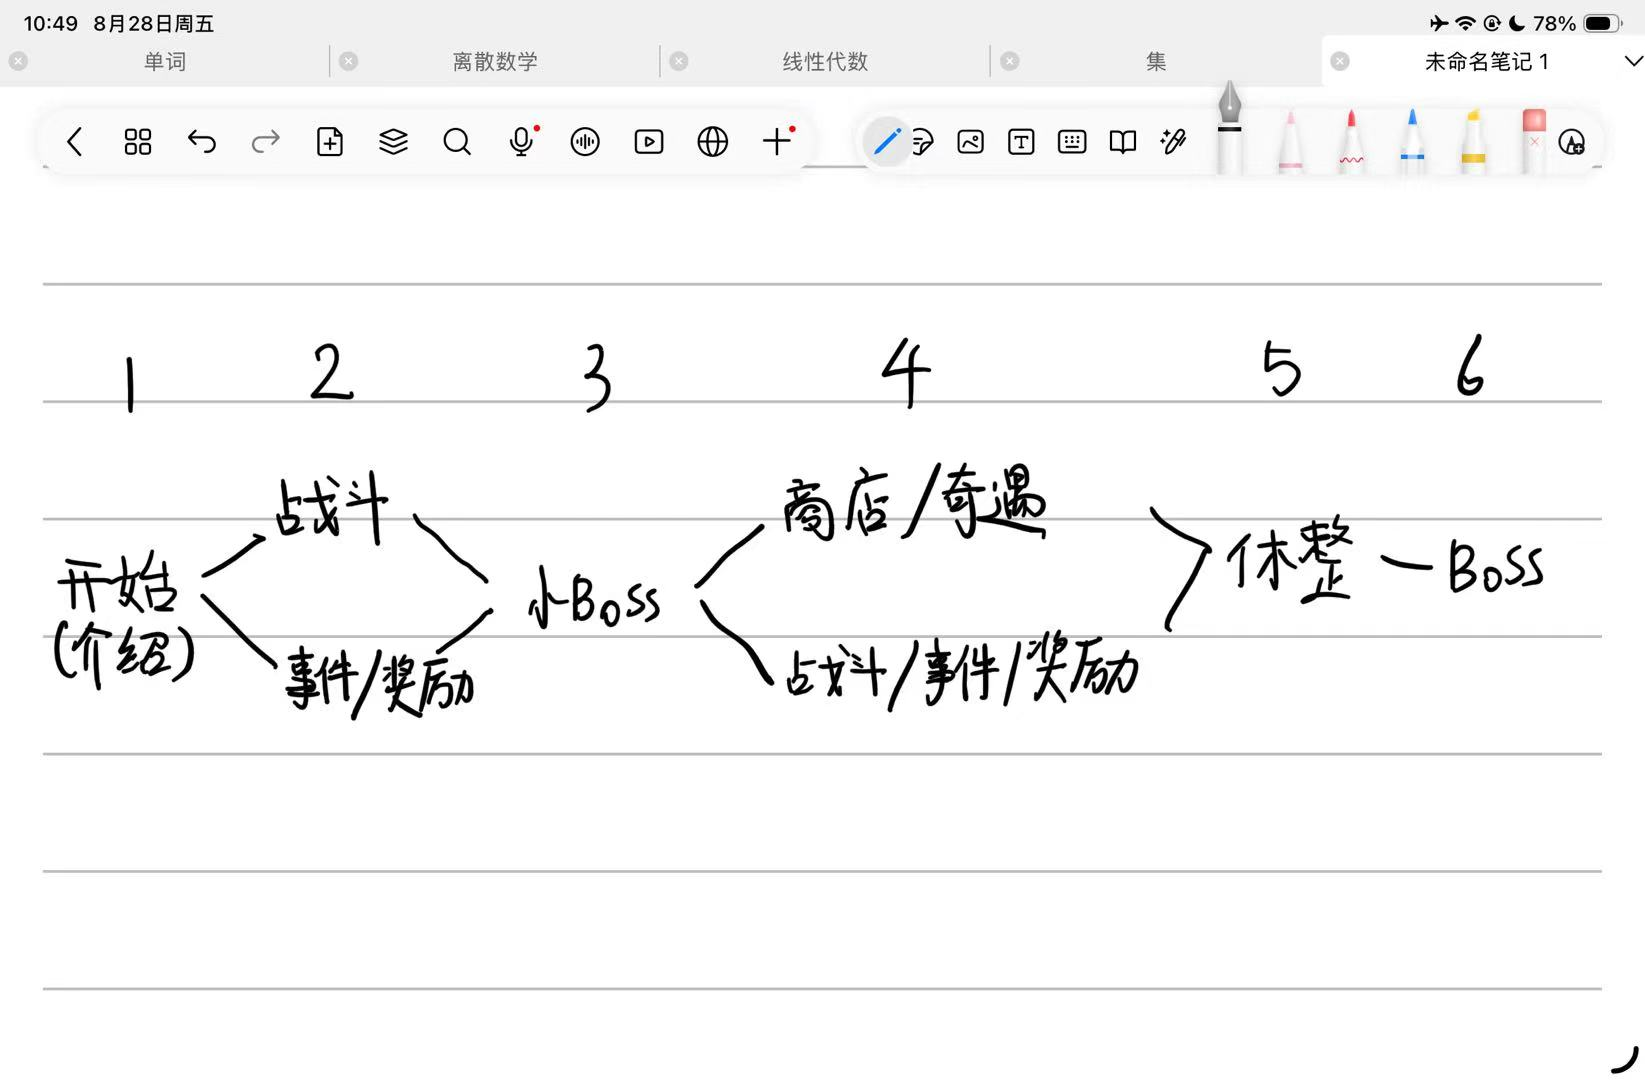 10:49 8月28日周五
78%
单词 离散数学 线性代数 集 未命名笔记 1
1 2 3 4 5 6
战斗 商店/奇遇
开始 小Boss 休整 — Boss
(介绍) 事件/奖励 战斗/事件/奖励